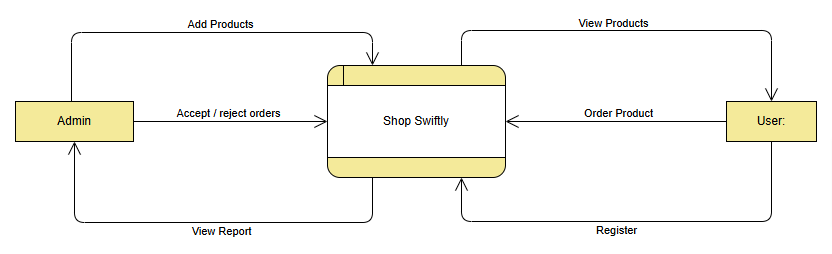 Add Products
View Products
Admin
Accept / reject orders
Shop Swiftly
Order Product
User:
View Report
Register